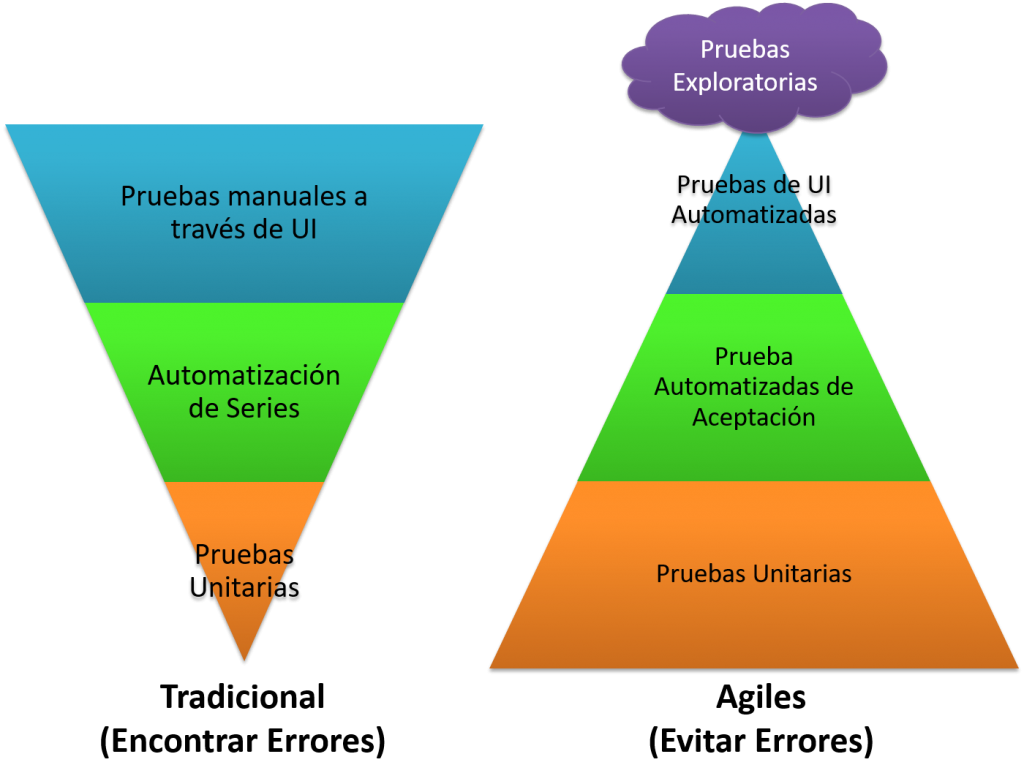 Pruebas manuales a
través de UI
Automatización
de Series
Pruebas
Unitarias
Tradicional
(Encontrar Errores)
Pruebas
Exploratorias
Pruebas de UI
Automatizadas
Prueba
Automatizadas de
Aceptación
Pruebas Unitarias
Agiles
(Evitar Errores)